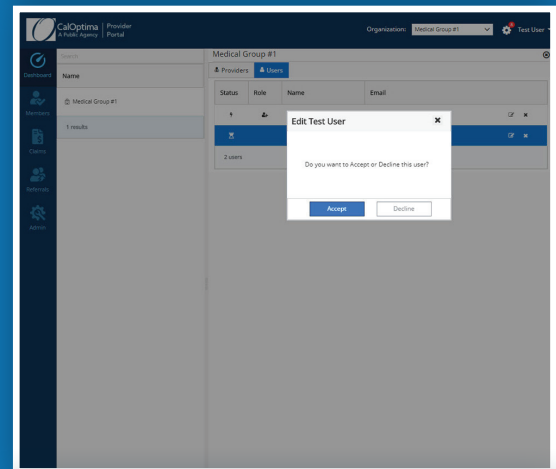 CalOptima | Provider
A Public Agency | Portal
Organization: Medical Group #1
Test User
Dashboard
Members
Claims
Referrals
Admin
Search
Name
Medical Group #1
1 results
Medical Group #1
Providers Users
Status Role Name Email
2 users
Edit Test User
Do you want to Accept or Decline this user?
Accept Decline